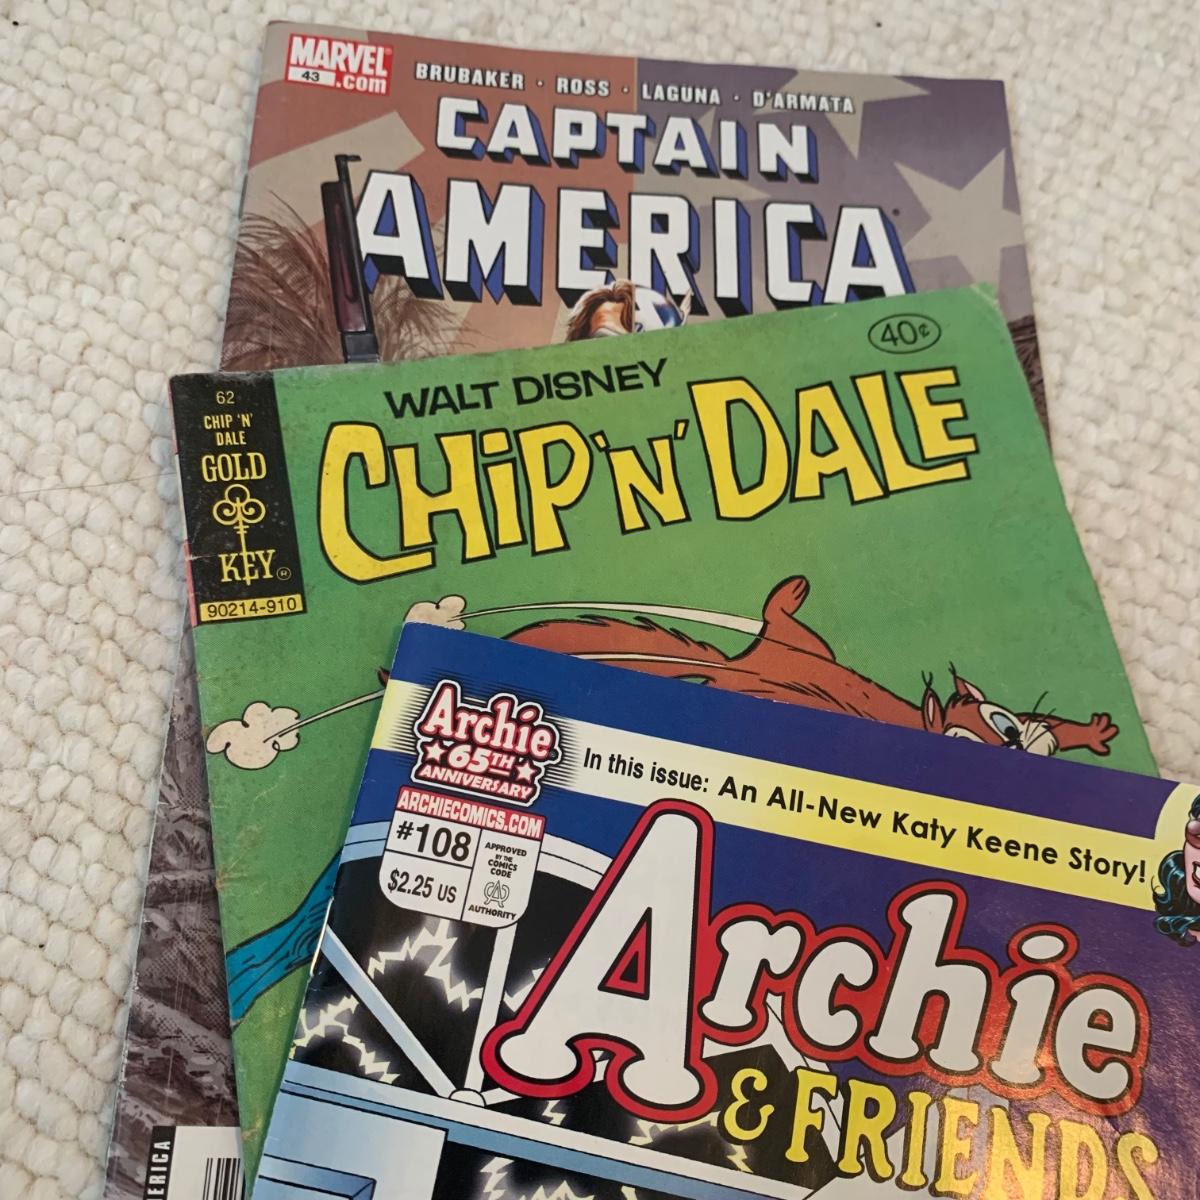 MARVEL
43
.com
BRUBAKER · ROSS · LAGUNA · D'ARMATA
CAPTAIN
AMERICA
62
CHIP 'N'
DALE
GOLD
KEY®
90214-910
WALT DISNEY
CHIP 'N' DALE
40¢
Archie
65TH
ANNIVERSARY
ARCHIECOMICS.COM
#108
$2.25 US
APPROVED
BY THE
COMICS
CODE
CA
AUTHORITY
In this issue: An All-New Katy Keene Story!
Archie
& FRIENDS
ERICA